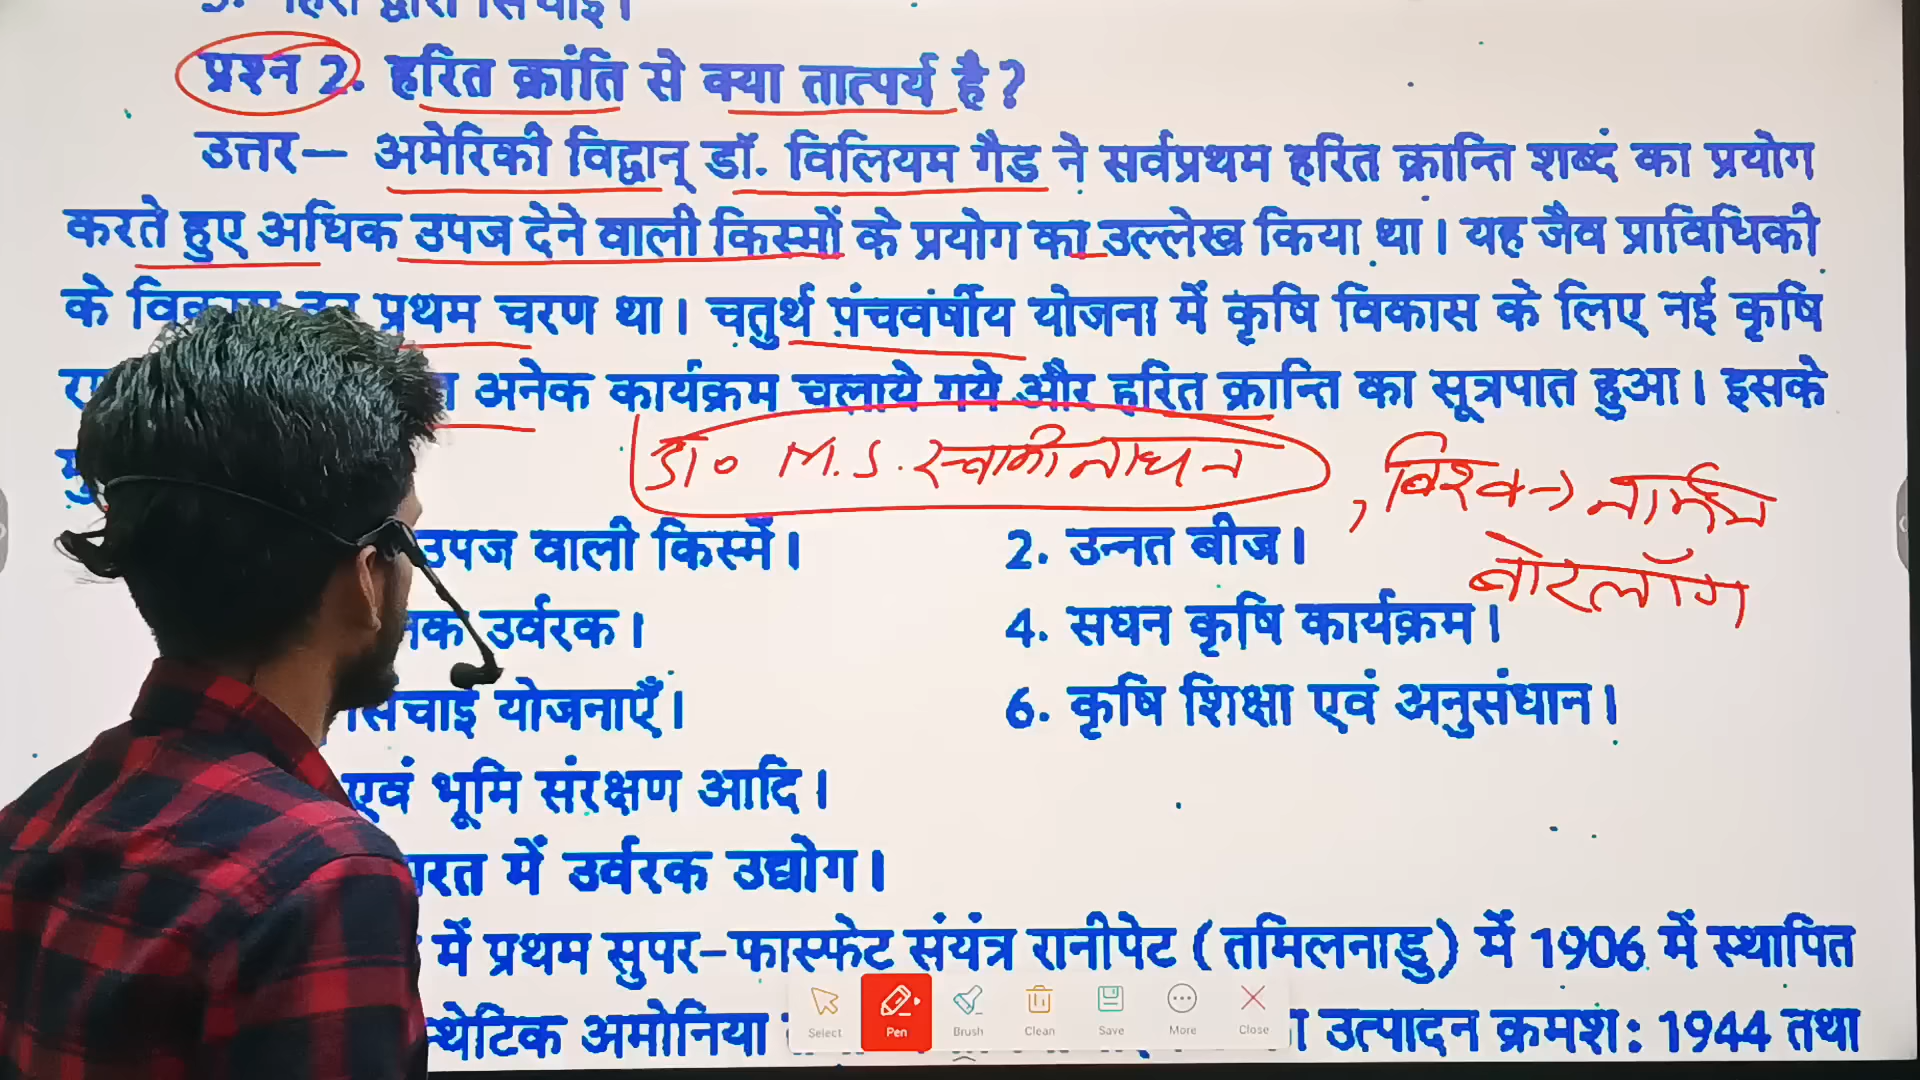 प्रश्न 2. हरित क्रांति से क्या तात्पर्य है?
उत्तर— अमेरिकी विद्वान् डॉ. विलियम गैड ने सर्वप्रथम हरित क्रान्ति शब्द का प्रयोग
करते हुए अधिक उपज देने वाली किस्मों के प्रयोग का उल्लेख किया था। यह जैव प्राविधिकी
के प्रथम चरण था। चतुर्थ पंचवर्षीय योजना में कृषि विकास के लिए नई कृषि
अनेक कार्यक्रम चलाये गये और हरित क्रान्ति का सूत्रपात हुआ। इसके
डा० M.S. स्वामीनाथन , विश्व→ नार्मन
बोरलॉग
उपज वाली किस्में। 2. उन्नत बीज।
उर्वरक। 4. सघन कृषि कार्यक्रम।
सिंचाई योजनाएँ। 6. कृषि शिक्षा एवं अनुसंधान।
एवं भूमि संरक्षण आदि।
में उर्वरक उद्योग।
में प्रथम सुपर-फास्फेट संयंत्र रानीपेट (तमिलनाडु) में 1906 में स्थापित
अमोनिया उत्पादन क्रमश: 1944 तथा
Select Pen Brush Clean Save More Close